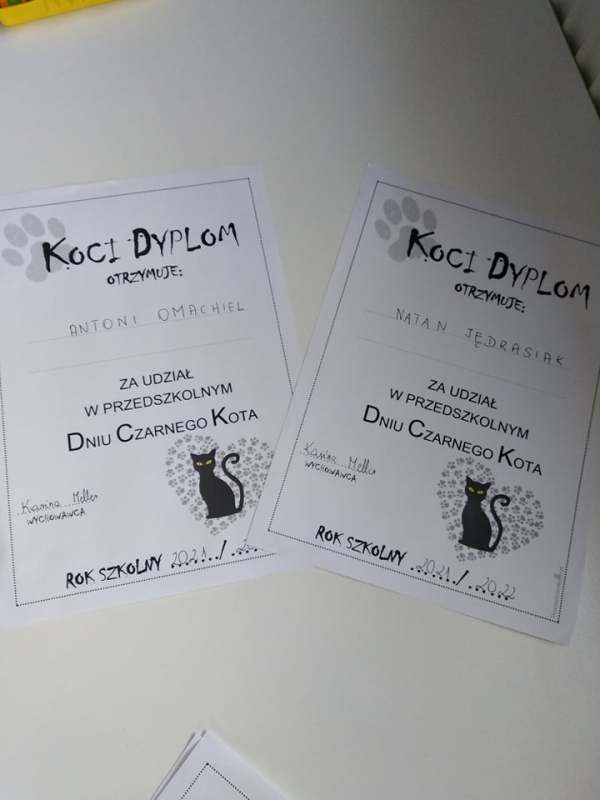 KOCI DYPLOM
OTRZYMUJE:
ANTONI OMACHIEL
ZA UDZIAŁ
W PRZEDSZKOLNYM
DNIU CZARNEGO KOTA
WYCHOWAWCA
ROK SZKOLNY 2021../
KOCI DYPLOM
OTRZYMUJE:
NATAN JĘDRASIAK
ZA UDZIAŁ
W PRZEDSZKOLNYM
DNIU CZARNEGO KOTA
WYCHOWAWCA
ROK SZKOLNY 2021./2022